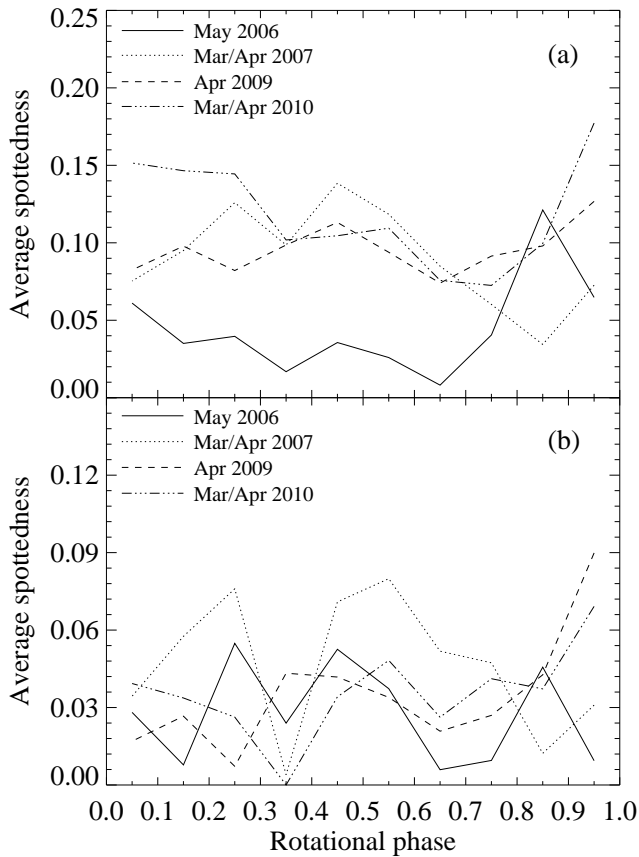 0.25
May 2006
Mar/Apr 2007
(a)
0.20
Apr 2009
Mar/Apr 2010
0.15
Average spottedness
0.10
0.05
0.00
May 2006
Mar/Apr 2007
(b)
0.12
Apr 2009
Mar/Apr 2010
0.09
Average spottedness
0.06
0.03
0.00
0.0 0.1 0.2 0.3 0.4 0.5 0.6 0.7 0.8 0.9 1.0
Rotational phase